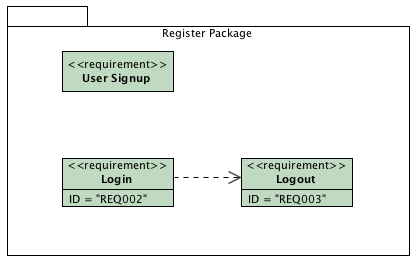 Register Package
<<requirement>>
User Signup
<<requirement>>
Login
ID = "REQ002"
<<requirement>>
Logout
ID = "REQ003"